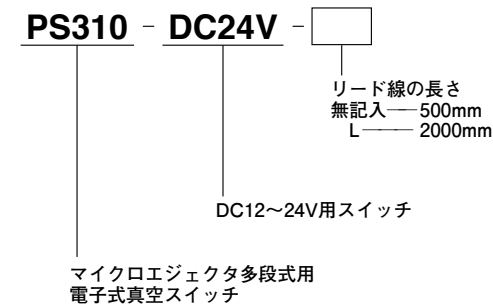 PS310 - DC24V -
リード線の長さ
無記入── 500mm
L─── 2000mm
DC12～24V用スイッチ
マイクロエジェクタ多段式用
電子式真空スイッチ